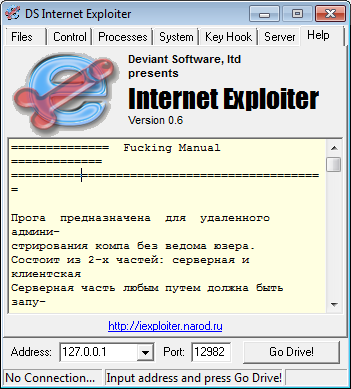 DS Internet Exploiter
Files Control Processes System Key Hook Server Help
Deviant Software, ltd
presents
Internet Exploiter
Version 0.6
============== Fucking Manual
==============
===============================================
=
Прога предназначена для удаленного
админи-
стрирования компа без ведома юзера.
Состоит из 2-х частей: серверная и
клиентская
Серверная часть любым путем должна быть
запу-
http://iexploiter.narod.ru
Address: 127.0.0.1 Port: 12982 Go Drive!
No Connection... Input address and press Go Drive!